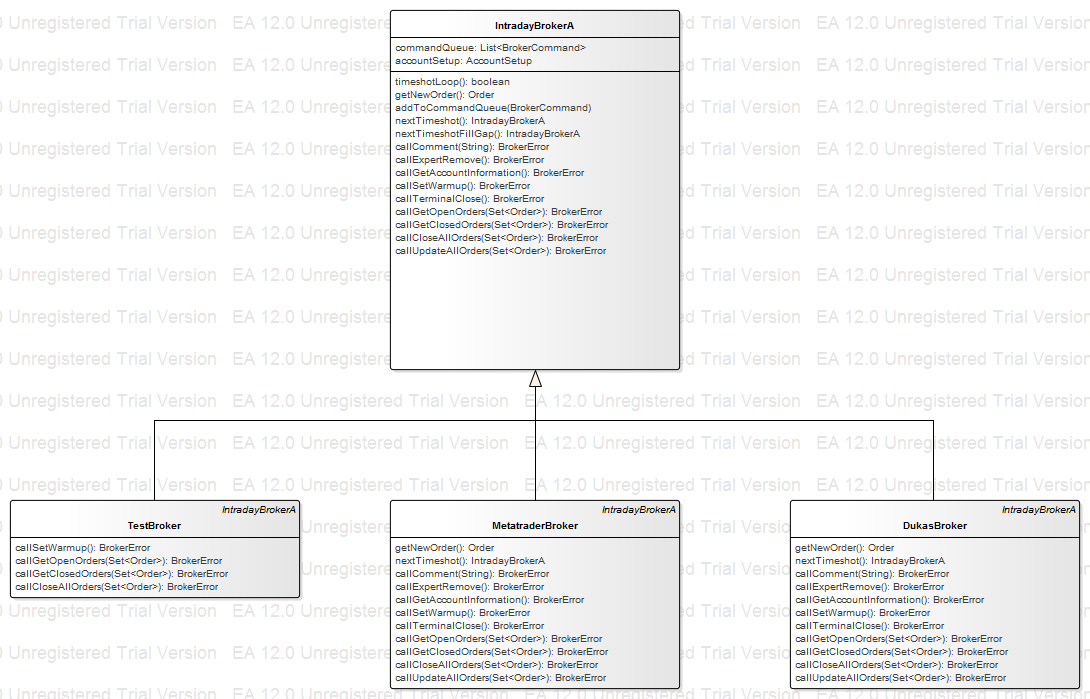 IntradayBrokerA
commandQueue: List<BrokerCommand>
accountSetup: AccountSetup
timeshotLoop(): boolean
getNewOrder(): Order
addToCommandQueue(BrokerCommand)
nextTimeshot(): IntradayBrokerA
nextTimeshotFillGap(): IntradayBrokerA
callComment(String): BrokerError
callExpertRemove(): BrokerError
callGetAccountInformation(): BrokerError
callSetWarmup(): BrokerError
callTerminalClose(): BrokerError
callGetOpenOrders(Set<Order>): BrokerError
callGetClosedOrders(Set<Order>): BrokerError
callCloseAllOrders(Set<Order>): BrokerError
callUpdateAllOrders(Set<Order>): BrokerError
IntradayBrokerA
TestBroker
callSetWarmup(): BrokerError
callGetOpenOrders(Set<Order>): BrokerError
callGetClosedOrders(Set<Order>): BrokerError
callCloseAllOrders(Set<Order>): BrokerError
IntradayBrokerA
MetatraderBroker
getNewOrder(): Order
nextTimeshot(): IntradayBrokerA
callComment(String): BrokerError
callExpertRemove(): BrokerError
callGetAccountInformation(): BrokerError
callSetWarmup(): BrokerError
callTerminalClose(): BrokerError
callGetOpenOrders(Set<Order>): BrokerError
callGetClosedOrders(Set<Order>): BrokerError
callCloseAllOrders(Set<Order>): BrokerError
callUpdateAllOrders(Set<Order>): BrokerError
IntradayBrokerA
DukasBroker
getNewOrder(): Order
nextTimeshot(): IntradayBrokerA
callComment(String): BrokerError
callExpertRemove(): BrokerError
callGetAccountInformation(): BrokerError
callSetWarmup(): BrokerError
callTerminalClose(): BrokerError
callGetOpenOrders(Set<Order>): BrokerError
callGetClosedOrders(Set<Order>): BrokerError
callCloseAllOrders(Set<Order>): BrokerError
callUpdateAllOrders(Set<Order>): BrokerError
EA 12.0 Unregistered Trial Version